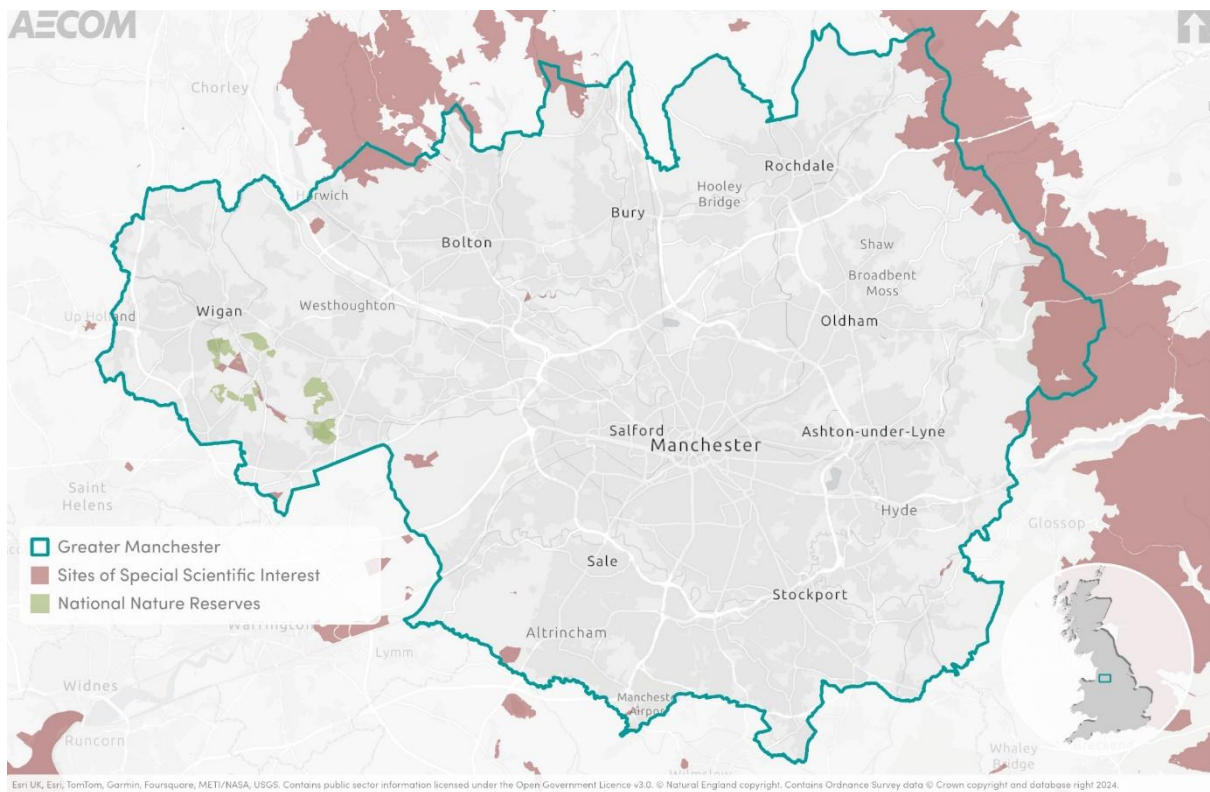 AECOM
Chorley
Rochdale
Horwich
Hooley
Bridge
Bury
Bolton
Shaw
Broadbent
Moss
Up Holland
Wigan
Westhoughton
Oldham
Salford
Manchester
Ashton-under-Lyne
Saint
Helens
Hyde
Glossop
Greater Manchester
Sites of Special Scientific Interest
National Nature Reserves
Sale
Stockport
Warrington
Altrincham
Lymm
Widnes
Manchester
Airport
Runcorn
Whaley
Bridge
Wilmslow
Esri UK, Esri, TomTom, Garmin, Foursquare, METI/NASA, USGS. Contains public sector information licensed under the Open Government Licence v3.0. © Natural England copyright. Contains Ordnance Survey data © Crown copyright and database right 2024.